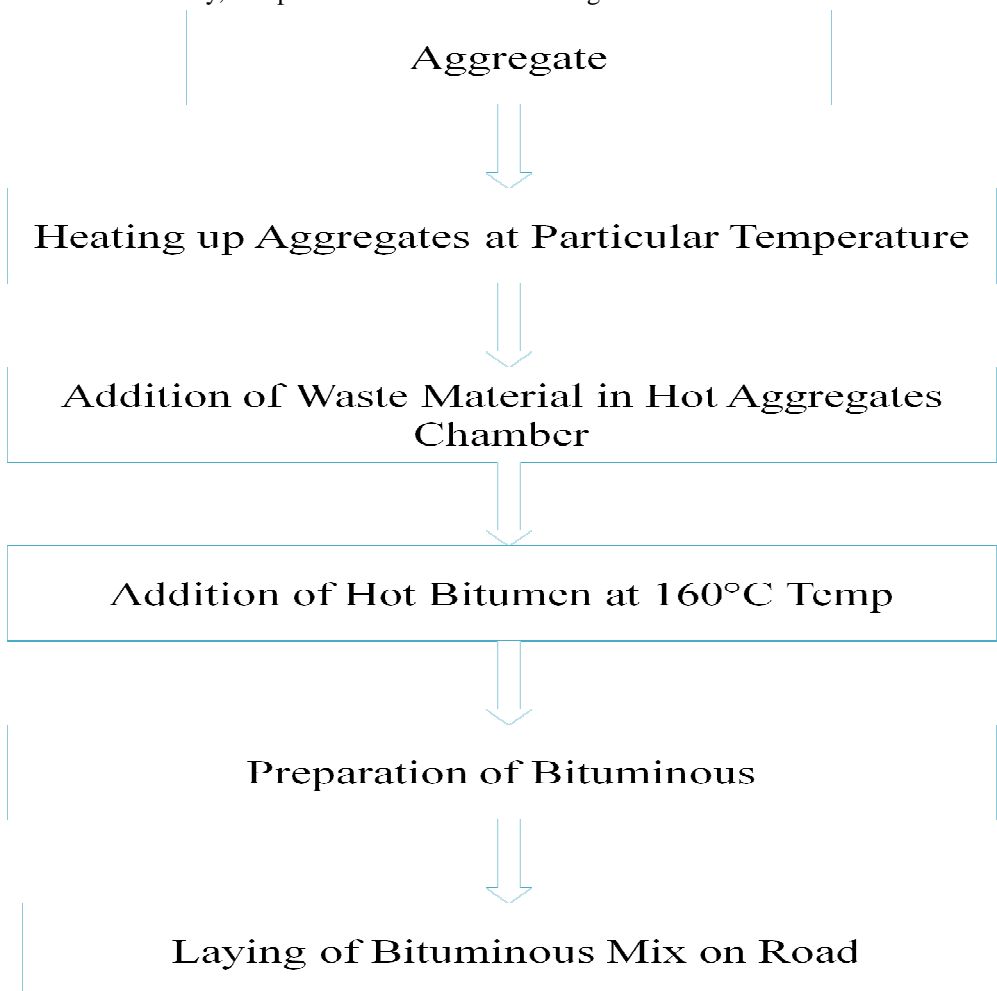 Aggregate
Heating up Aggregates at Particular Temperature
Addition of Waste Material in Hot Aggregates
Chamber
Addition of Hot Bitumen at 160°C Temp
Preparation of Bituminous
Laying of Bituminous Mix on Road